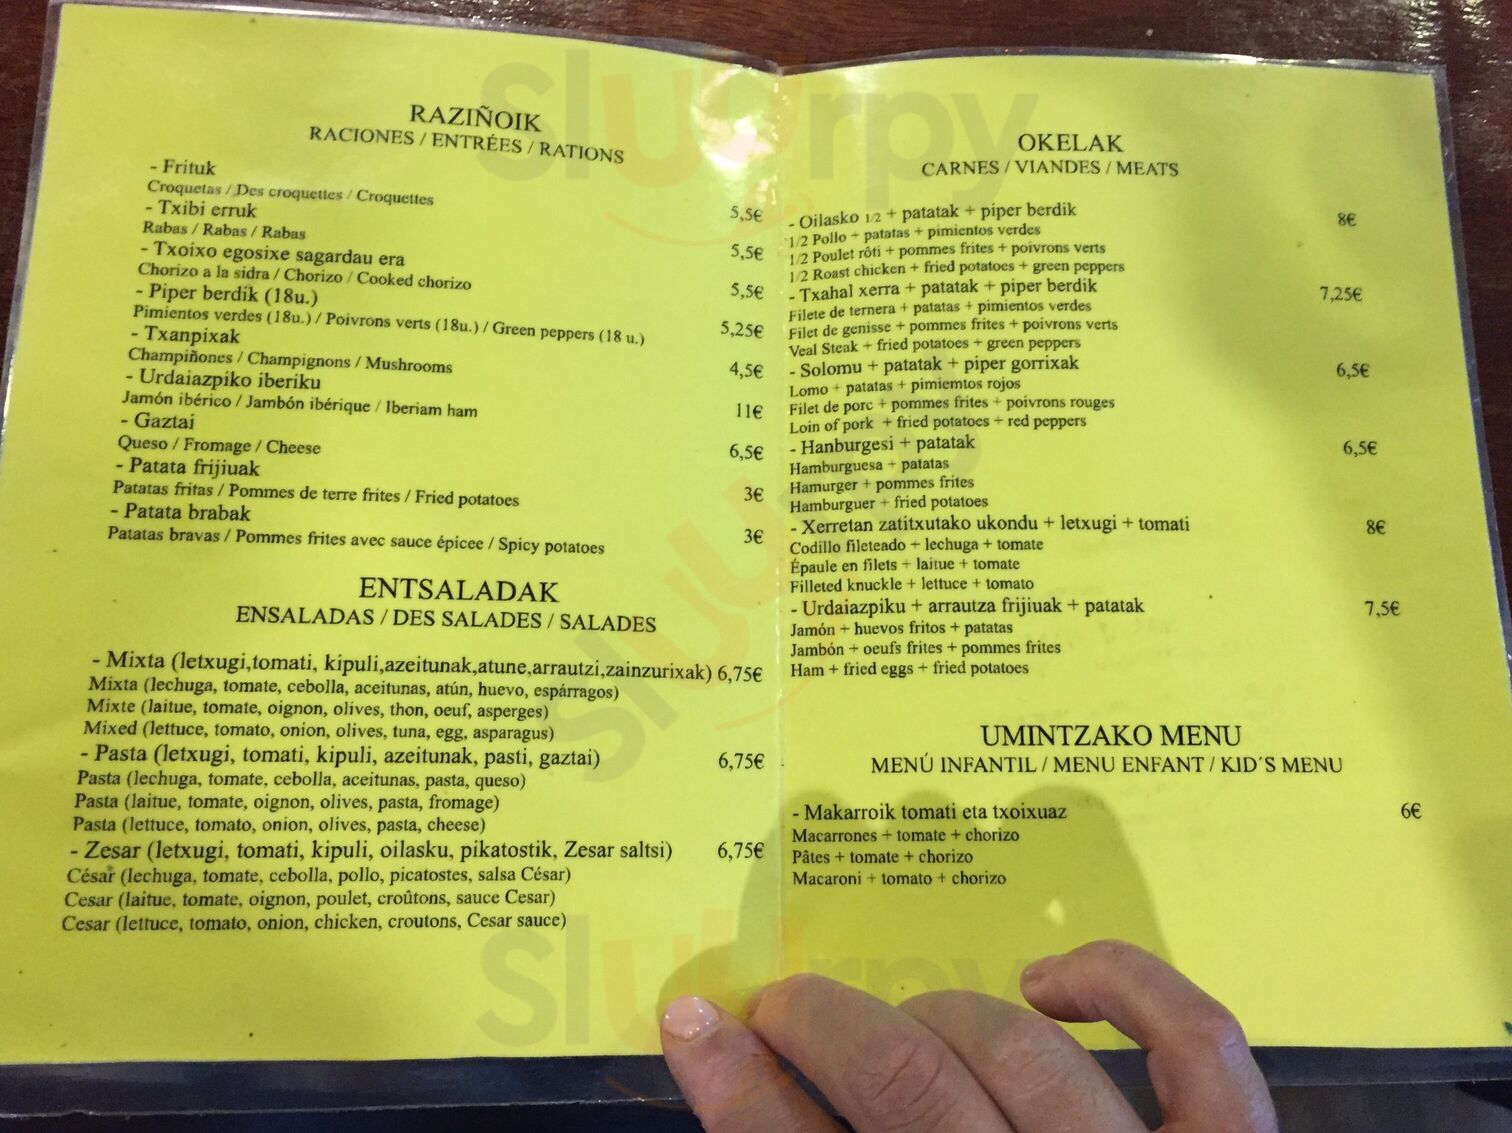 RAZIÑOIK
RACIONES / ENTRÉES / RATIONS
- Frituk
Croquetas / Des croquettes / Croquettes 5,5€
- Txibi erruk
Rabas / Rabas / Rabas 5,5€
- Txoixo egosixe sagardau era
Chorizo a la sidra / Chorizo / Cooked chorizo 5,5€
- Piper berdik (18u.)
Pimientos verdes (18u.) / Poivrons verts (18u.) / Green peppers (18 u.) 5,25€
- Txanpixak
Champiñones / Champignons / Mushrooms 4,5€
- Urdaiazpiko iberiku
Jamón ibérico / Jambón ibérique / Iberiam ham 11€
- Gaztai
Queso / Fromage / Cheese 6,5€
- Patata frijiuak
Patatas fritas / Pommes de terre frites / Fried potatoes 3€
- Patata brabak
Patatas bravas / Pommes frites avec sauce épicee / Spicy potatoes 3€
ENTSALADAK
ENSALADAS / DES SALADES / SALADES
- Mixta (letxugi,tomati, kipuli,azeitunak,atune,arrautzi,zainzurixak) 6,75€
Mixta (lechuga, tomate, cebolla, aceitunas, atún, huevo, espárragos)
Mixte (laitue, tomate, oignon, olives, thon, oeuf, asperges)
Mixed (lettuce, tomato, onion, olives, tuna, egg, asparagus)
- Pasta (letxugi, tomati, kipuli, azeitunak, pasti, gaztai) 6,75€
Pasta (lechuga, tomate, cebolla, aceitunas, pasta, queso)
Pasta (laitue, tomate, oignon, olives, pasta, fromage)
Pasta (lettuce, tomato, onion, olives, pasta, cheese)
- Zesar (letxugi, tomati, kipuli, oilasku, pikatostik, Zesar saltsi) 6,75€
César (lechuga, tomate, cebolla, pollo, picatostes, salsa César)
Cesar (laitue, tomate, oignon, poulet, croûtons, sauce Cesar)
Cesar (lettuce, tomato, onion, chicken, croutons, Cesar sauce)
OKELAK
CARNES / VIANDES / MEATS
- Oilasko 1/2 + patatak + piper berdik 8€
1/2 Pollo + patatas + pimientos verdes
1/2 Poulet rôti + pommes frites + poivrons verts
1/2 Roast chicken + fried potatoes + green peppers
- Txahal xerra + patatak + piper berdik 7,25€
Filete de ternera + patatas + pimientos verdes
Filet de genisse + pommes frites + poivrons verts
Veal Steak + fried potatoes + green peppers
- Solomu + patatak + piper gorrixak 6,5€
Lomo + patatas + pimiemtos rojos
Filet de porc + pommes frites + poivrons rouges
Loin of pork + fried potatoes + red peppers
- Hanburgesi + patatak 6,5€
Hamburguesa + patatas
Hamurger + pommes frites
Hamburguer + fried potatoes
- Xerretan zatitxutako ukondu + letxugi + tomati 8€
Codillo fileteado + lechuga + tomate
Épaule en filets + laitue + tomate
Filleted knuckle + lettuce + tomato
- Urdaiazpiku + arrautza frijiuak + patatak 7,5€
Jamón + huevos fritos + patatas
Jambón + oeufs frites + pommes frites
Ham + fried eggs + fried potatoes
UMINTZAKO MENU
MENÚ INFANTIL / MENU ENFANT / KID´S MENU
- Makarroik tomati eta txoixuaz 6€
Macarrones + tomate + chorizo
Pâtes + tomate + chorizo
Macaroni + tomato + chorizo
Sluurpy
Sluurpy
Sluurpy